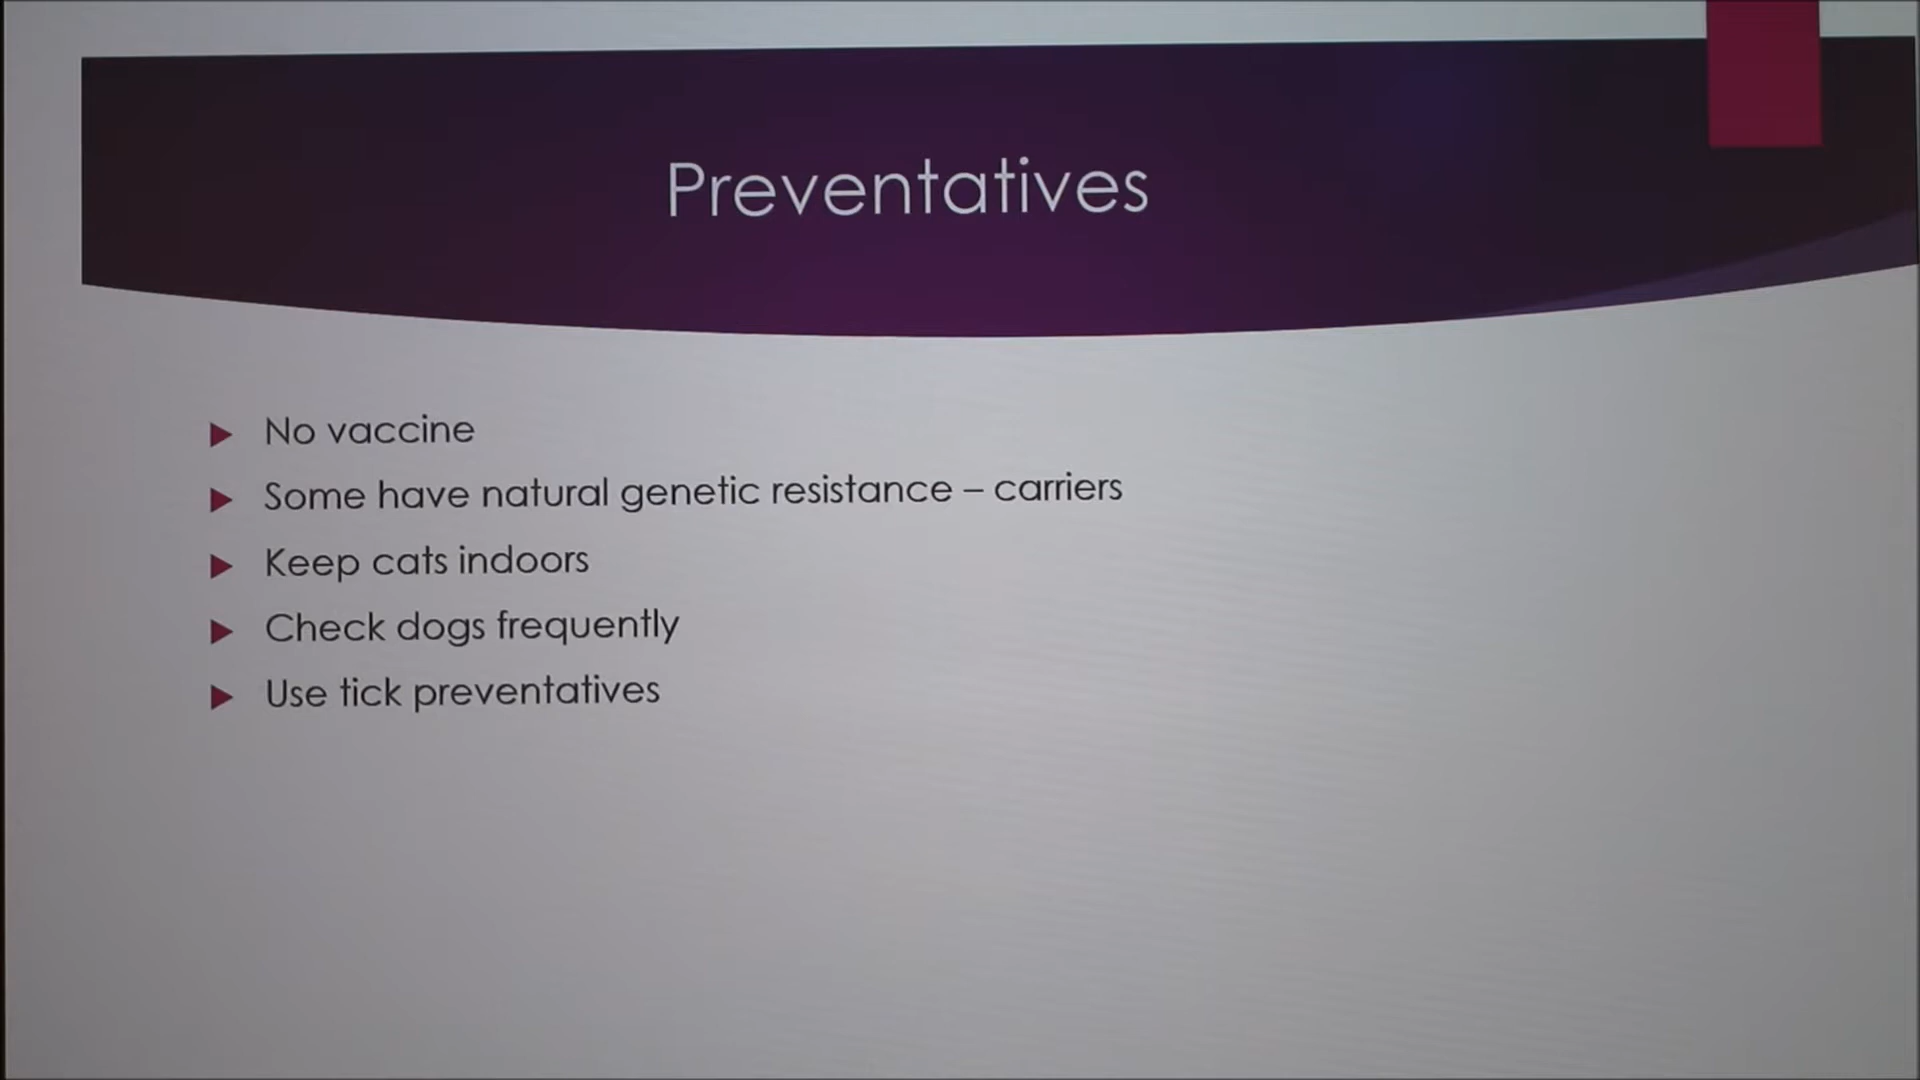 Preventatives
No vaccine
Some have natural genetic resistance – carriers
Keep cats indoors
Check dogs frequently
Use tick preventatives